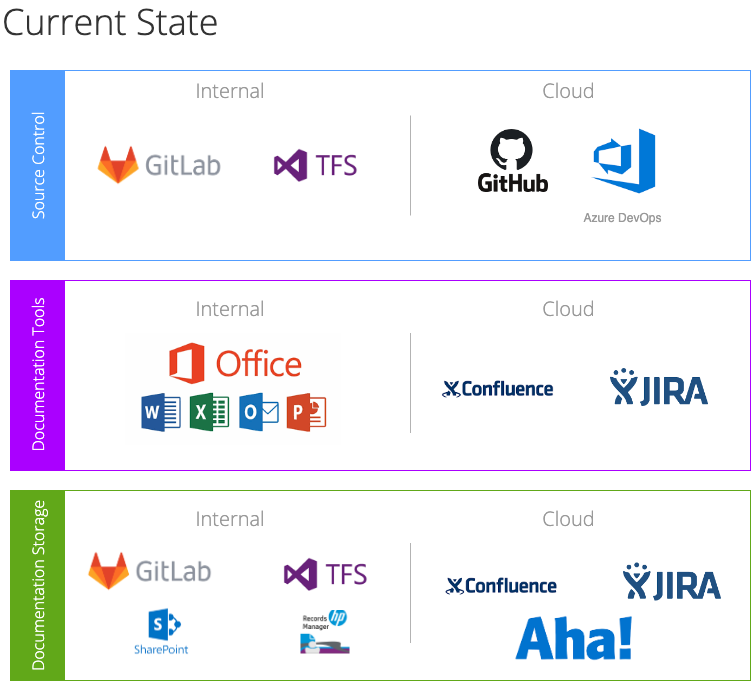 Current State
Source Control
Internal
Cloud
GitLab
TFS
GitHub
Azure DevOps
Documentation Tools
Internal
Cloud
Office
W
X
O
P
Confluence
JIRA
Documentation Storage
Internal
Cloud
GitLab
TFS
Confluence
JIRA
S
SharePoint
Records
Manager
hp
Aha!